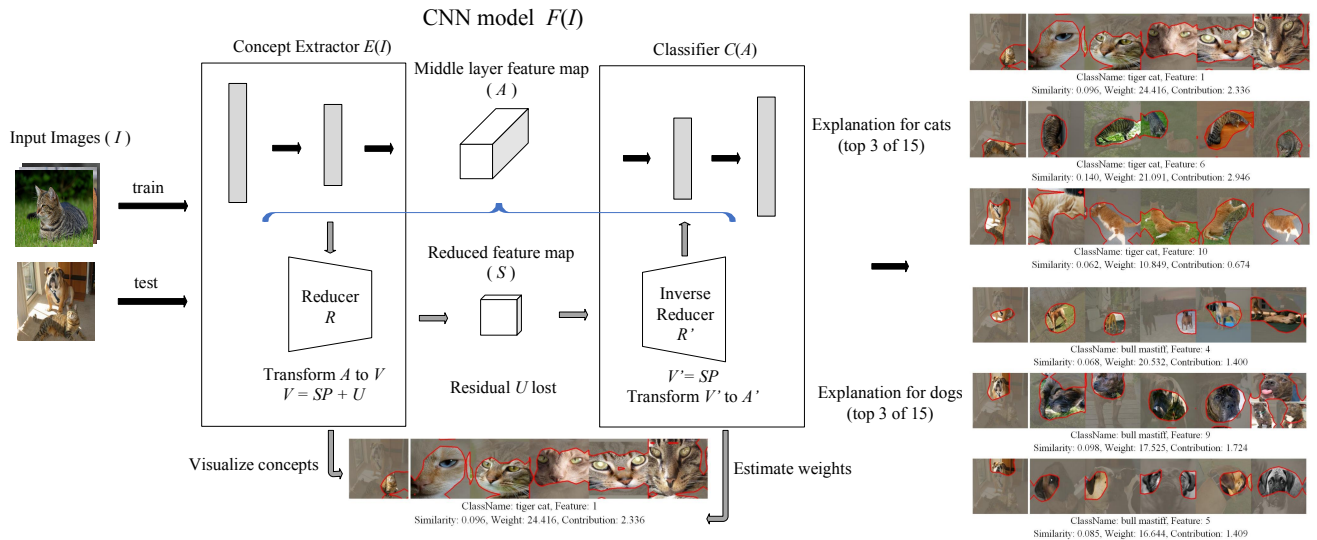 CNN model F(I)
Concept Extractor E(I)
Classifier C(A)
Middle layer feature map
( A )
Input Images ( I )
train
test
Reducer
R
Transform A to V
V = SP + U
Reduced feature map
( S )
Residual U lost
Inverse
Reducer
R’
V’= SP
Transform V’ to A’
Visualize concepts
Estimate weights
ClassName: tiger cat, Feature: 1
Similarity: 0.096, Weight: 24.416, Contribution: 2.336
Explanation for cats
(top 3 of 15)
Explanation for dogs
(top 3 of 15)
ClassName: tiger cat, Feature: 1
Similarity: 0.096, Weight: 24.416, Contribution: 2.336
ClassName: tiger cat, Feature: 6
Similarity: 0.140, Weight: 21.091, Contribution: 2.946
ClassName: tiger cat, Feature: 10
Similarity: 0.062, Weight: 10.849, Contribution: 0.674
ClassName: bull mastiff, Feature: 4
Similarity: 0.068, Weight: 20.532, Contribution: 1.400
ClassName: bull mastiff, Feature: 9
Similarity: 0.098, Weight: 17.525, Contribution: 1.724
ClassName: bull mastiff, Feature: 5
Similarity: 0.085, Weight: 16.644, Contribution: 1.409